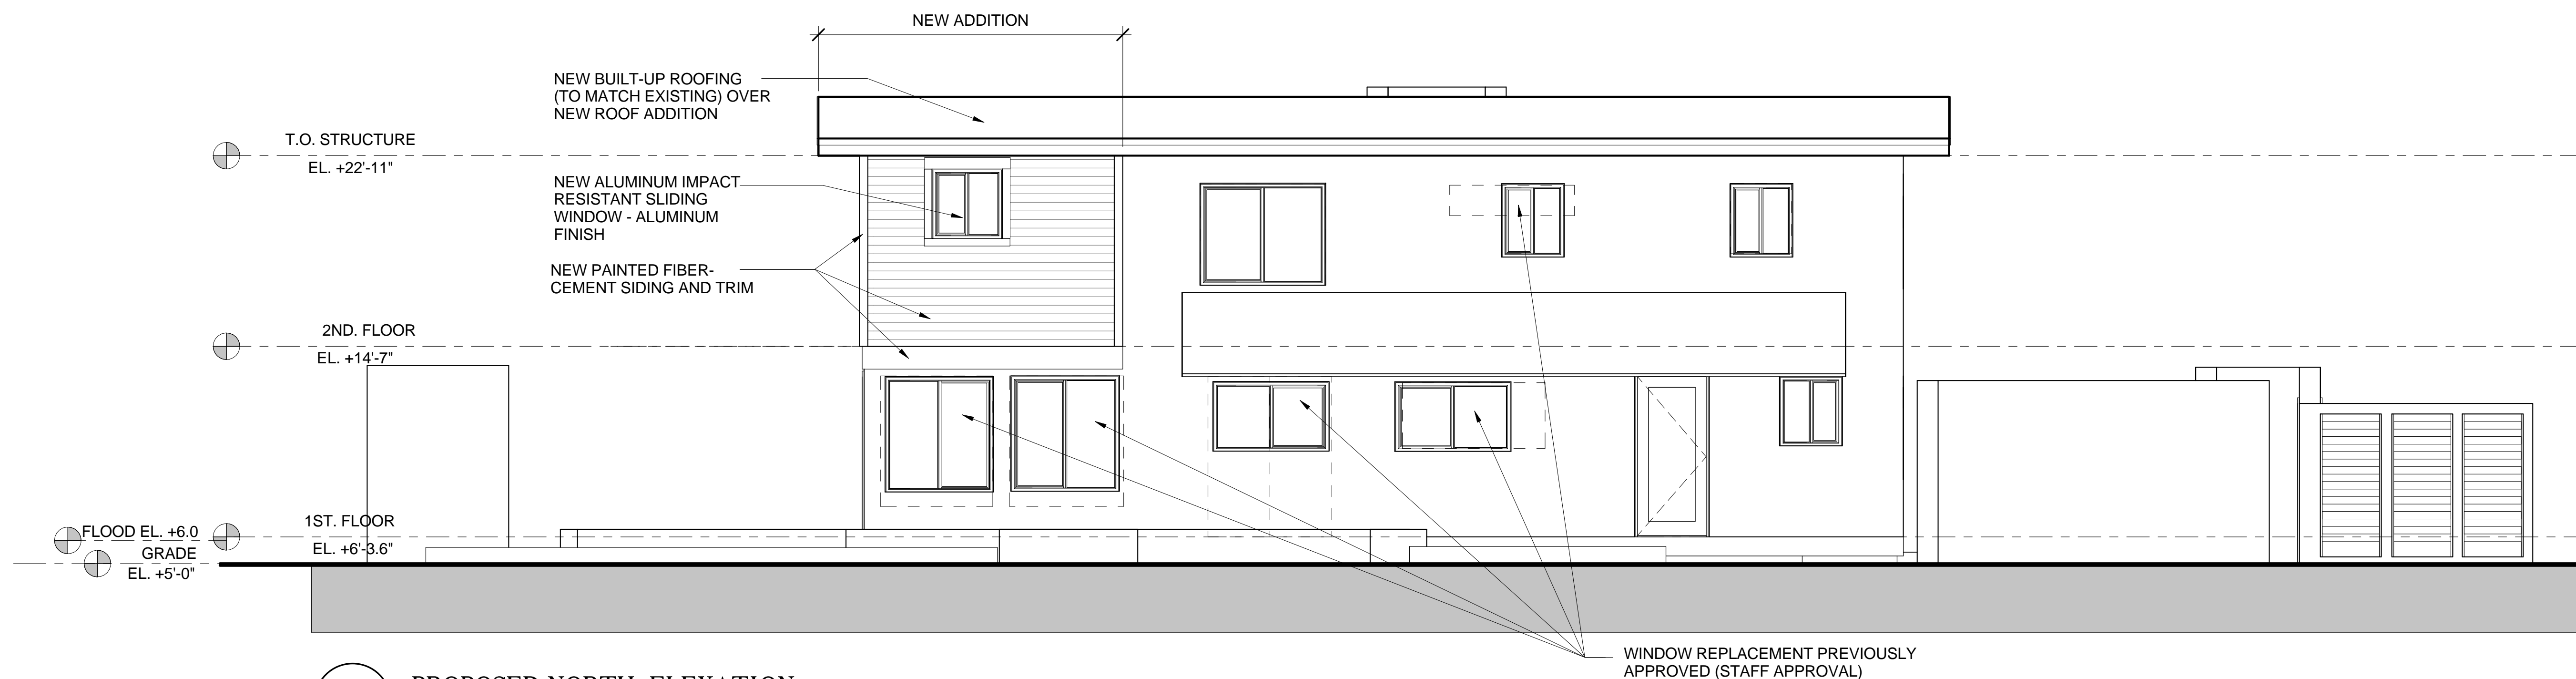 NEW ADDITION
NEW BUILT-UP ROOFING
(TO MATCH EXISTING) OVER
NEW ROOF ADDITION
T.O. STRUCTURE
EL. +22'-11"
NEW ALUMINUM IMPACT
RESISTANT SLIDING
WINDOW - ALUMINUM
FINISH
NEW PAINTED FIBER-
CEMENT SIDING AND TRIM
2ND. FLOOR
EL. +14'-7"
1ST. FLOOR
EL. +6'-3.6"
FLOOD EL. +6.0
GRADE
EL. +5'-0"
WINDOW REPLACEMENT PREVIOUSLY
APPROVED (STAFF APPROVAL)
PROPOSED NORTH ELEVATION